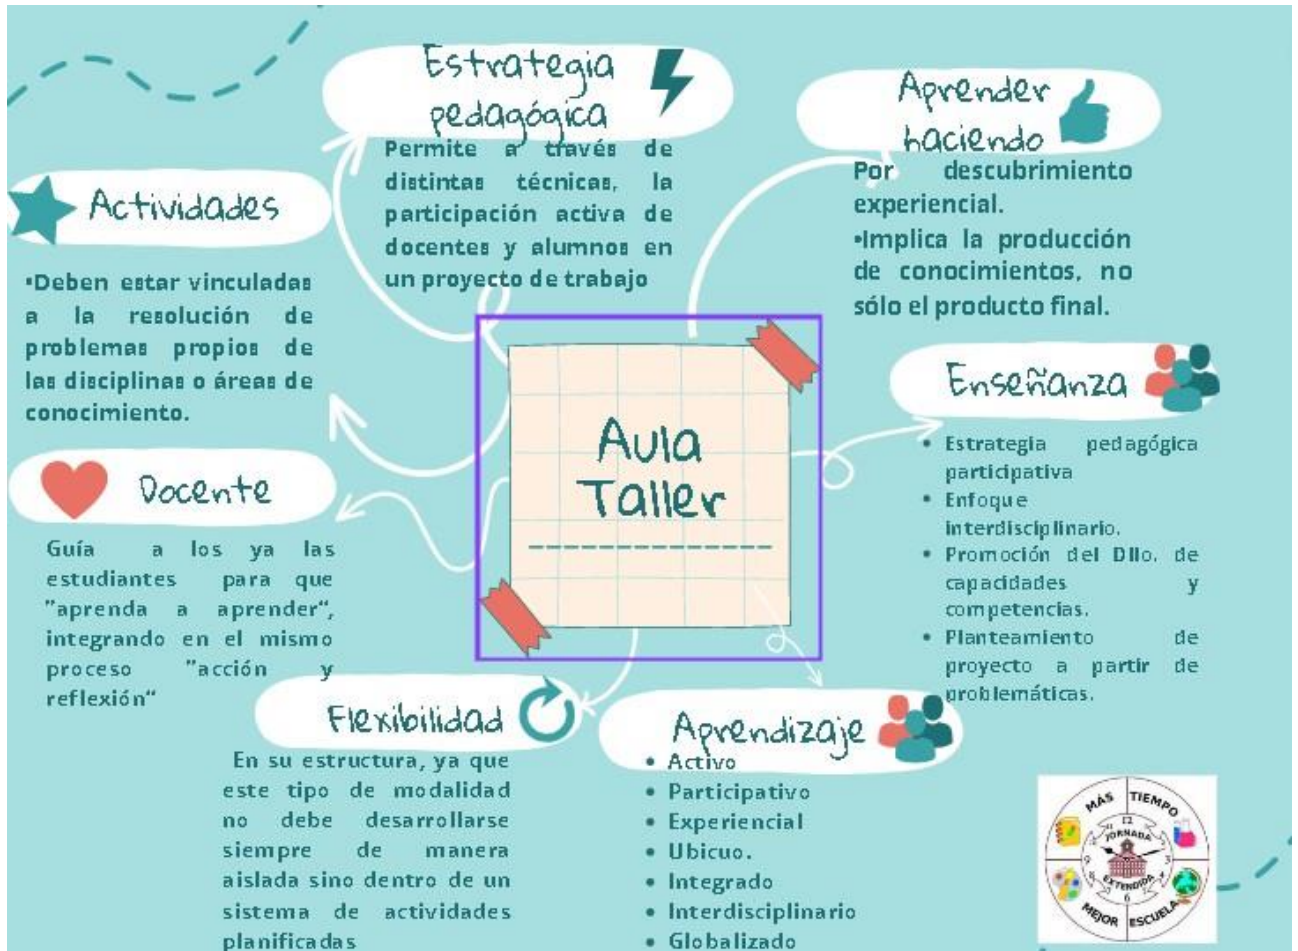 Estrategia
pedagógica
Permite a través de
distintas técnicas, la
participación activa de
docentes y alumnos en
un proyecto de trabajo
Aprender
haciendo
Por descubrimiento
experiencial.
•Implica la producción
de conocimientos, no
sólo el producto final.
Actividades
•Deben estar vinculadas
a la resolución de
problemas propios de
las disciplinas o áreas de
conocimiento.
Aula
Taller
Enseñanza
• Estrategia pedagógica
participativa
• Enfoque
interdisciplinario.
• Promoción del Dllo. de
capacidades y
competencias.
• Planteamiento de
proyecto a partir de
problemáticas.
Docente
Guía a los ya las
estudiantes para que
"aprenda a aprender",
integrando en el mismo
proceso "acción y
reflexión"
Flexibilidad
En su estructura, ya que
este tipo de modalidad
no debe desarrollarse
siempre de manera
aislada sino dentro de un
sistema de actividades
planificadas
Aprendizaje
• Activo
• Participativo
• Experiencial
• Ubicuo.
• Integrado
• Interdisciplinario
• Globalizado
MÁS TIEMPO
JORNADA
EXTENDIDA
MEJOR ESCUELA